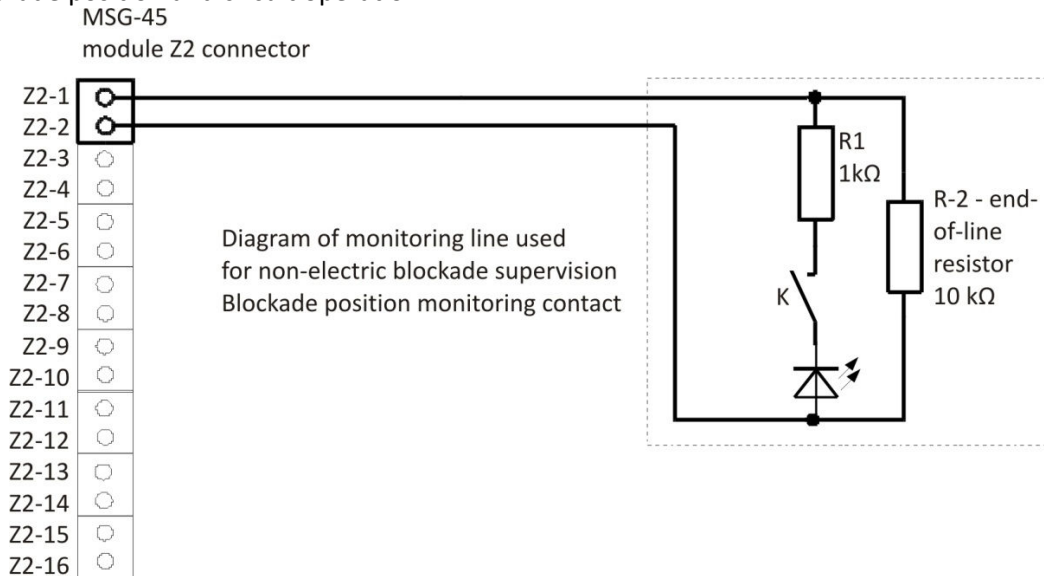 MSG-45
module Z2 connector
Z2-1
Z2-2
Z2-3
Z2-4
Z2-5
Z2-6
Z2-7
Z2-8
Z2-9
Z2-10
Z2-11
Z2-12
Z2-13
Z2-14
Z2-15
Z2-16
Diagram of monitoring line used
for non-electric blockade supervision
Blockade position monitoring contact
R1
1kΩ
K
R-2 - end-
of-line
resistor
10 kΩ